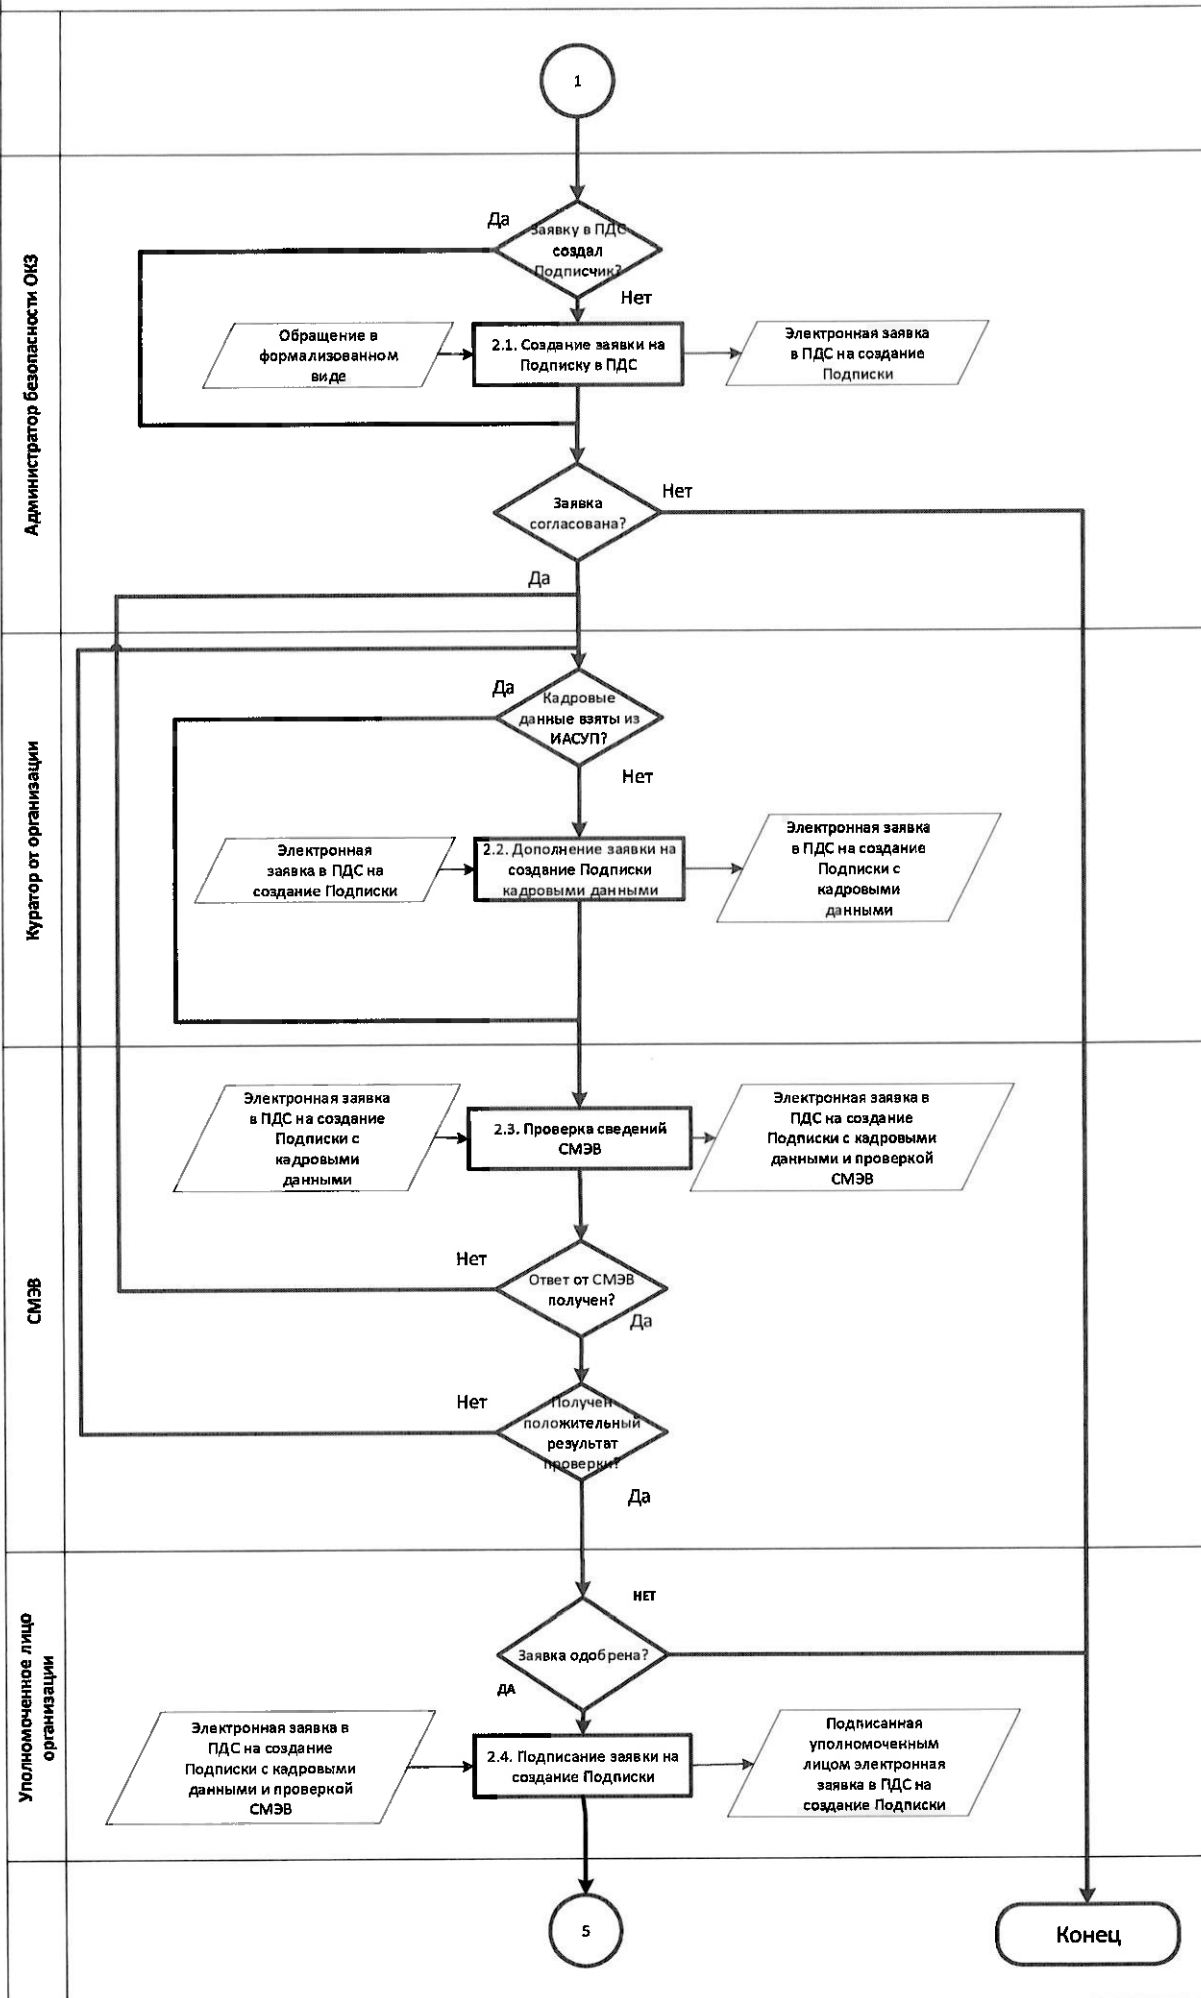 1
Администратор безопасности ОКЗ
Да
Заявку в ПДС
создал
Подписчик?
Нет
Обращение в
формализованном
виде
2.1. Создание заявки на
Подписку в ПДС
Электронная заявка
в ПДС на создание
Подписки
Заявка
согласована?
Нет
Да
Куратор от организации
Да
Кадровые
данные взяты из
ИАСУП?
Нет
Электронная
заявка в ПДС на
создание Подписки
2.2. Дополнение заявки на
создание Подписки
кадровыми данными
Электронная заявка
в ПДС на создание
Подписки с
кадровыми
данными
СМЭВ
Электронная заявка
в ПДС на создание
Подписки с
кадровыми
данными
2.3. Проверка сведений
СМЭВ
Электронная заявка в
ПДС на создание
Подписки с кадровыми
данными и проверкой
СМЭВ
Нет
Ответ от СМЭВ
получен?
Да
Нет
Получен
положительный
результат
проверки?
Да
Уполномоченное лицо
организации
НЕТ
Заявка одобрена?
ДА
Электронная заявка в
ПДС на создание
Подписки с кадровыми
данными и проверкой
СМЭВ
2.4. Подписание заявки на
создание Подписки
Подписанная
уполномоченным
лицом электронная
заявка в ПДС на
создание Подписки
5
Конец